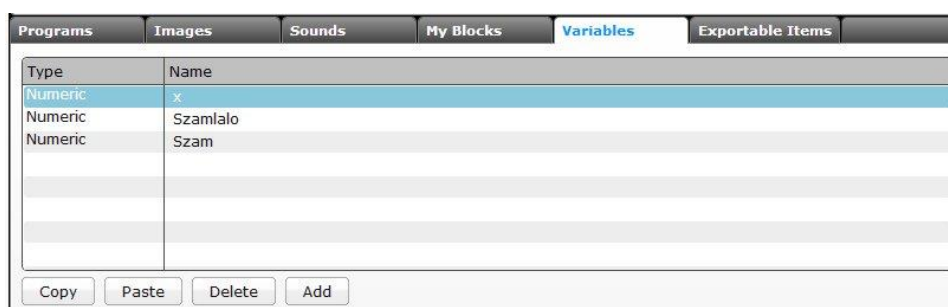 Programs Images Sounds My Blocks Variables Exportable Items
Type Name
Numeric x
Numeric Szamlalo
Numeric Szam
Copy Paste Delete Add